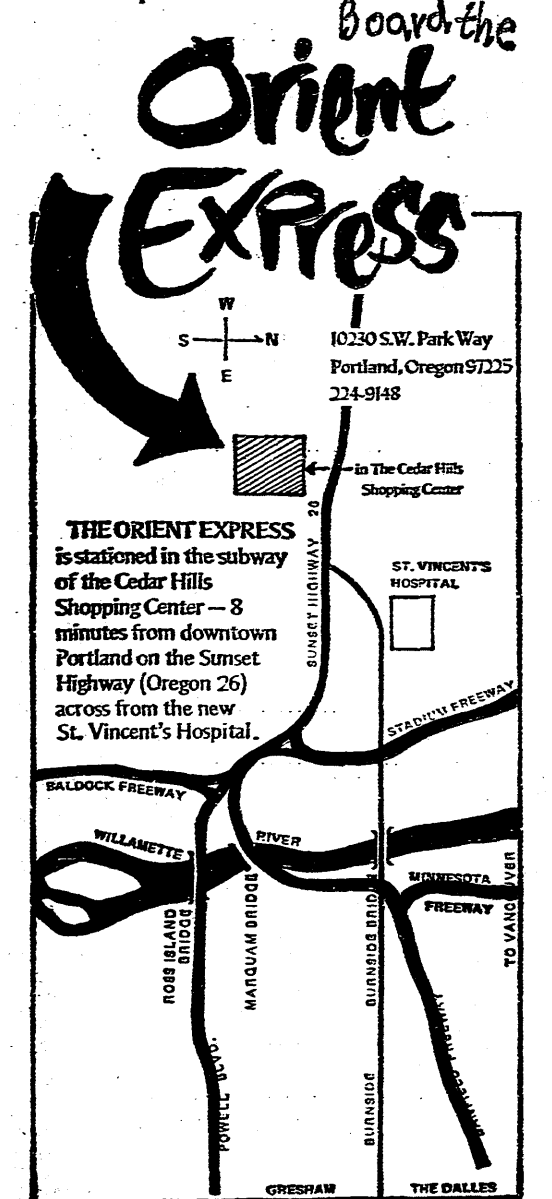 Board the
Orient
Express
W
S
N
E
10230 S.W. Park Way
Portland, Oregon 97225
224-9148
in The Cedar Hills
Shopping Center
THE ORIENT EXPRESS
is stationed in the subway
of the Cedar Hills
Shopping Center — 8
minutes from downtown
Portland on the Sunset
Highway (Oregon 26)
across from the new
St. Vincent's Hospital.
SUNSET HIGHWAY 26
ST. VINCENT'S
HOSPITAL
STADIUM FREEWAY
BALDOCK FREEWAY
WILLAMETTE
RIVER
MINNESOTA
FREEWAY
TO VANCOUVER
ROSS ISLAND
BRIDGE
MARQUAM BRIDGE
BURNSIDE BRIDGE
POWELL BLVD.
BURNSIDE
GRESHAM
THE DALLES